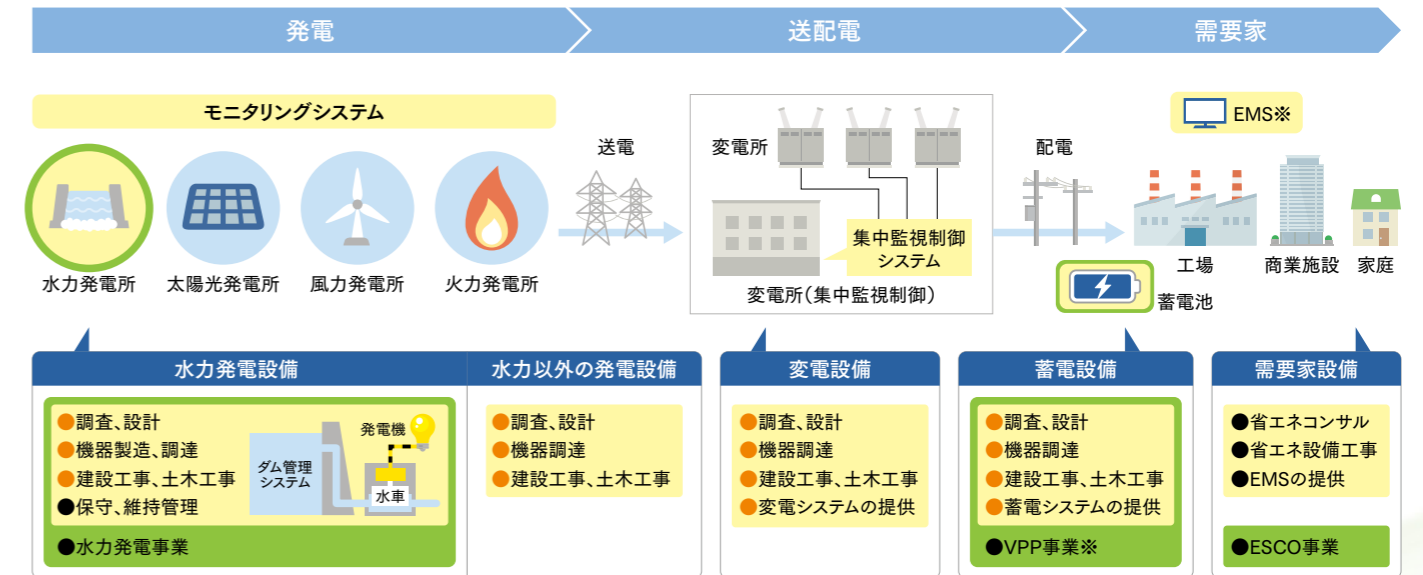 発電
送配電
需要家
モニタリングシステム
水力発電所
太陽光発電所
風力発電所
火力発電所
送電
変電所
集中監視制御
システム
変電所(集中監視制御)
配電
EMS※
工場
商業施設
家庭
蓄電池
水力発電設備
●調査、設計
●機器製造、調達
●建設工事、土木工事
●保守、維持管理
発電機
ダム管理
システム
水車
●水力発電事業
水力以外の発電設備
●調査、設計
●機器調達
●建設工事、土木工事
変電設備
●調査、設計
●機器調達
●建設工事、土木工事
●変電システムの提供
蓄電設備
●調査、設計
●機器調達
●建設工事、土木工事
●蓄電システムの提供
●VPP事業※
需要家設備
●省エネコンサル
●省エネ設備工事
●EMSの提供
●ESCO事業